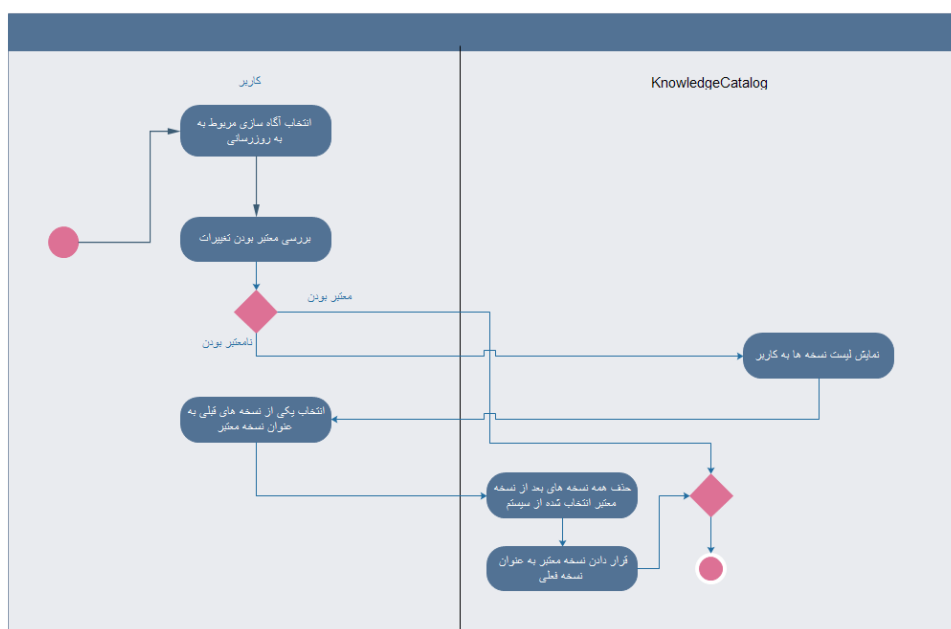 کاربر
KnowledgeCatalog
انتخاب آگاه سازی مربوط به
به روزرسانی
بررسی معتبر بودن تغییرات
معتبر بودن
نامعتبر بودن
نمایش لیست نسخه ها به کاربر
انتخاب یکی از نسخه های قبلی به
عنوان نسخه معتبر
حذف همه نسخه های بعد از نسخه
معتبر انتخاب شده از سیستم
قرار دادن نسخه معتبر به عنوان
نسخه فعلی